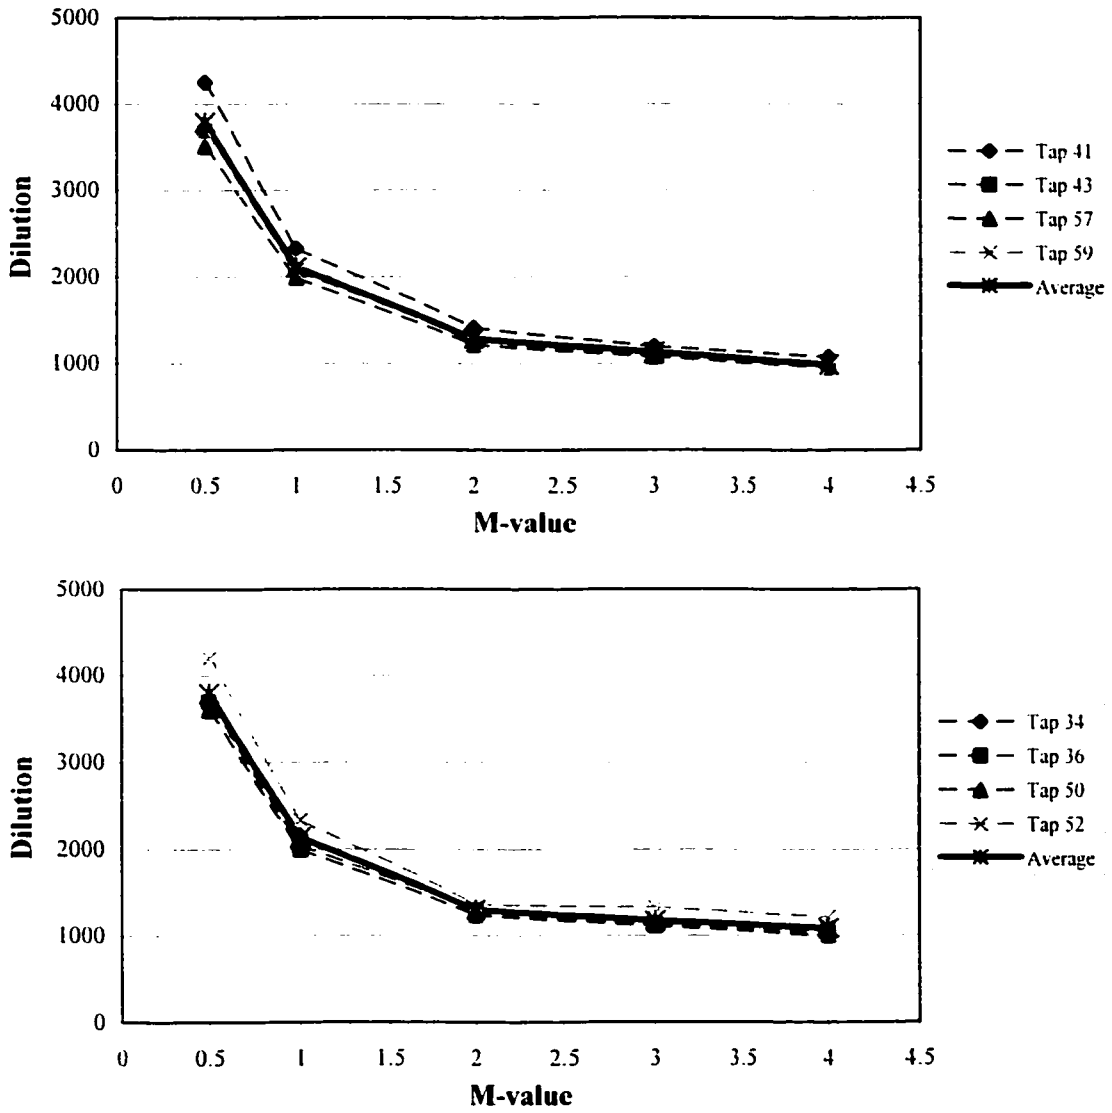 5000
4000
3000
2000
1000
0
Dilution
0 0.5 1 1.5 2 2.5 3 3.5 4 4.5
M-value
Tap 41
Tap 43
Tap 57
Tap 59
Average
5000
4000
3000
2000
1000
0
Dilution
0 0.5 1 1.5 2 2.5 3 3.5 4 4.5
M-value
Tap 34
Tap 36
Tap 50
Tap 52
Average